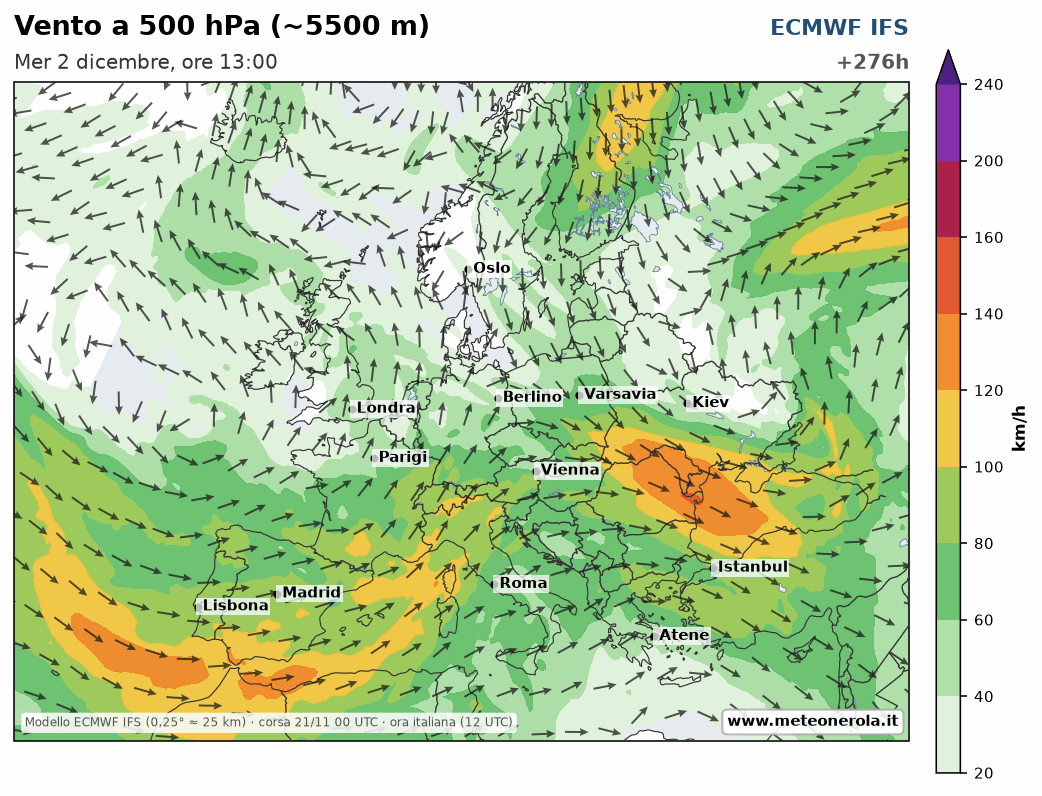 Vento a 500 hPa (~5500 m)
ECMWF IFS
Mer 2 dicembre, ore 13:00
+276h
240
200
160
140
120
100
80
60
40
20
km/h
Oslo
Londra
Berlino
Varsavia
Kiev
Parigi
Vienna
Istanbul
Roma
Madrid
Lisbona
Atene
Modello ECMWF IFS (0,25° ≈ 25 km) · corsa 21/11 00 UTC · ora italiana (12 UTC)
www.meteonerola.it